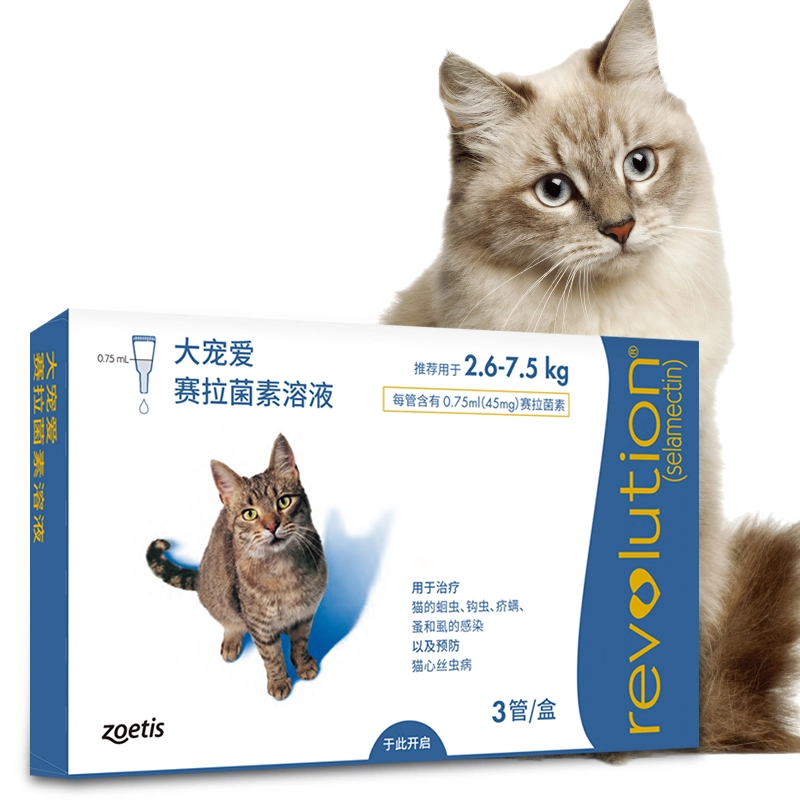 大宠爱
赛拉菌素溶液
0.75 mL
大宠爱
赛拉菌素溶液
推荐用于 2.6-7.5 kg
每管含有 0.75ml(45mg)赛拉菌素
用于治疗
猫的蛔虫、钩虫、疥螨、
蚤和虱的感染
以及预防
猫心丝虫病
3管/盒
zoetis
于此开启
revolution®
(selamectin)